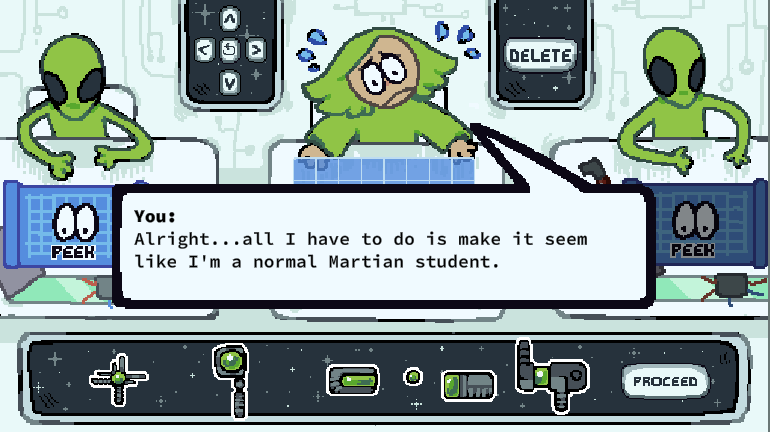 DELETE
You:
Alright...all I have to do is make it seem
like I'm a normal Martian student.
PEEK
PEEK
PROCEED